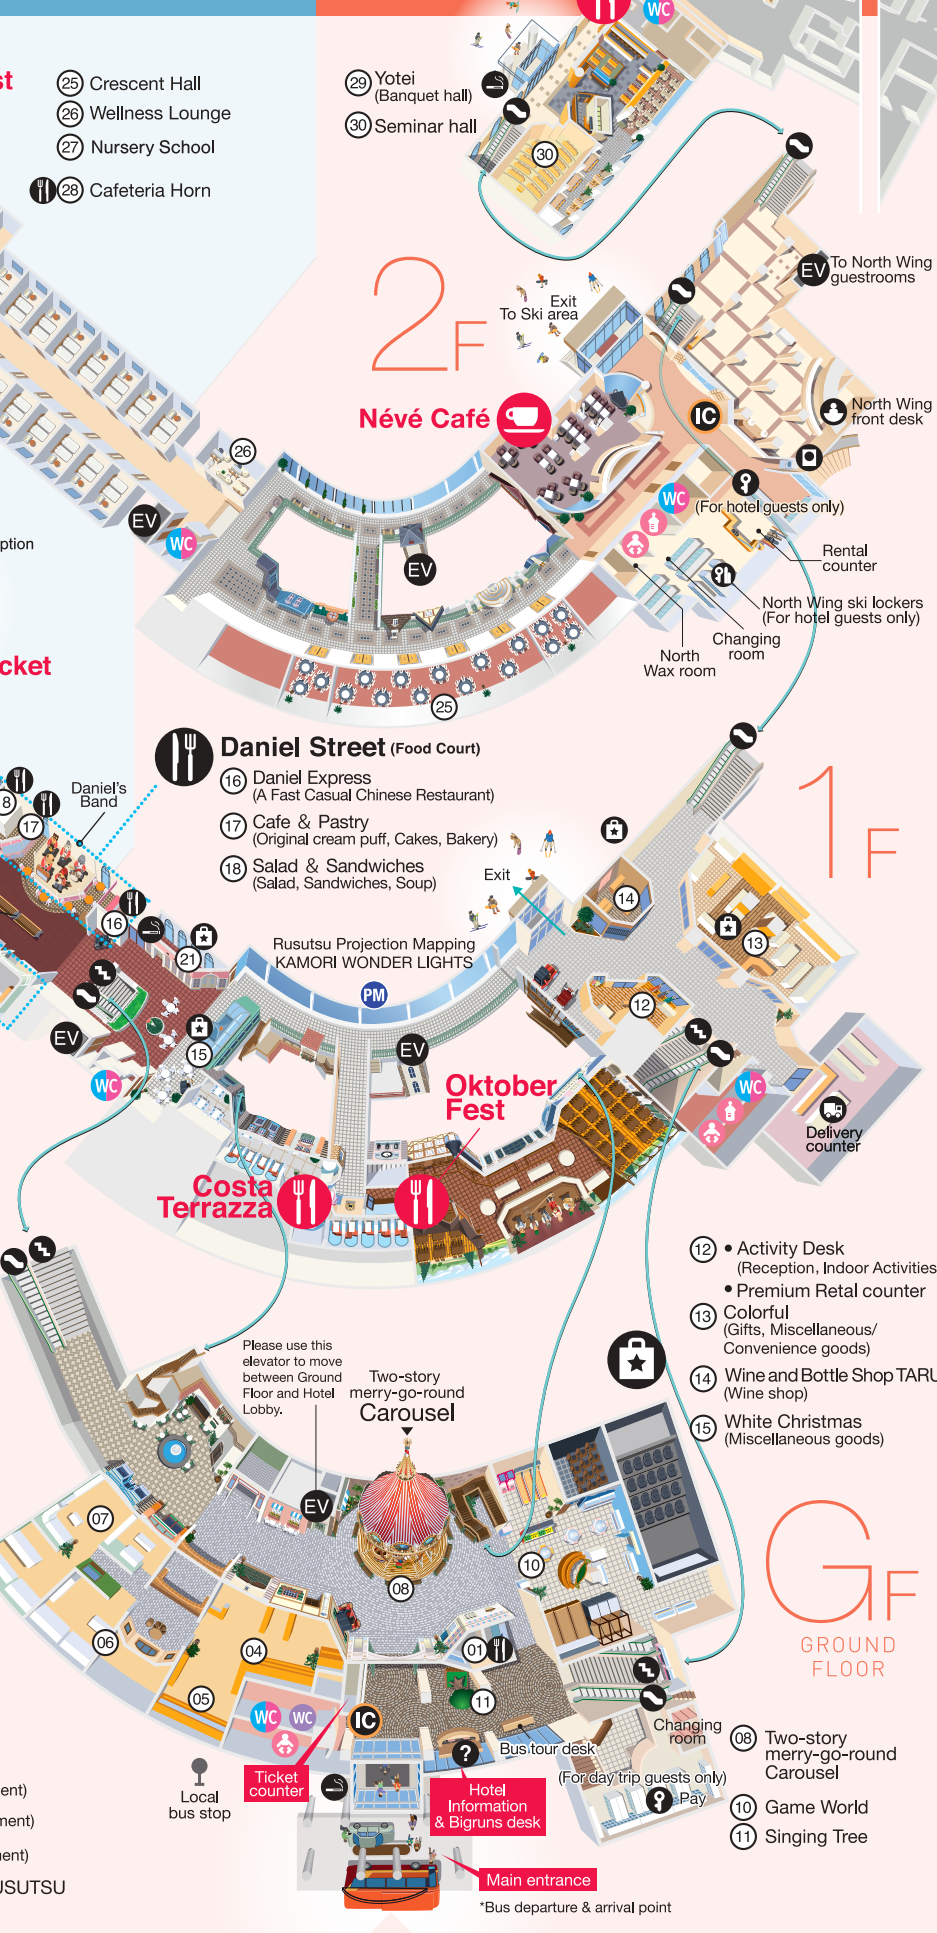 WC
st
25 Crescent Hall
26 Wellness Lounge
27 Nursery School
28 Cafeteria Horn
29 Yotei
(Banquet hall)
30 Seminar hall
30
EV To North Wing
guestrooms
2F
Exit
To Ski area
Névé Café
IC
North Wing
front desk
26
EV
WC
WC
(For hotel guests only)
EV
ption
Rental
counter
North Wing ski lockers
(For hotel guests only)
Changing
room
North
Wax room
cket
25
Daniel Street (Food Court)
16 Daniel Express
(A Fast Casual Chinese Restaurant)
17 Cafe & Pastry
(Original cream puff, Cakes, Bakery)
18 Salad & Sandwiches
(Salad, Sandwiches, Soup)
Daniel's
Band
8
17
16
21
1F
Exit
14
13
12
Rusutsu Projection Mapping
KAMORI WONDER LIGHTS
PM
EV
15
EV
WC
Oktober
Fest
WC
Delivery
counter
Costa
Terrazza
12 • Activity Desk
(Reception, Indoor Activities
• Premium Retal counter
13 Colorful
(Gifts, Miscellaneous/
Convenience goods)
14 Wine and Bottle Shop TARU
(Wine shop)
15 White Christmas
(Miscellaneous goods)
Please use this
elevator to move
between Ground
Floor and Hotel
Lobby.
Two-story
merry-go-round
Carousel
EV
GF
GROUND
FLOOR
07
06
05
04
08
10
01
11
WC
WC
IC
?
Bus tour desk
Changing
room
(For day trip guests only)
Pay
08 Two-story
merry-go-round
Carousel
10 Game World
11 Singing Tree
Local
bus stop
Ticket
counter
Hotel
Information
& Bigruns desk
Main entrance
*Bus departure & arrival point
ent)
ment)
ent)
USUTSU